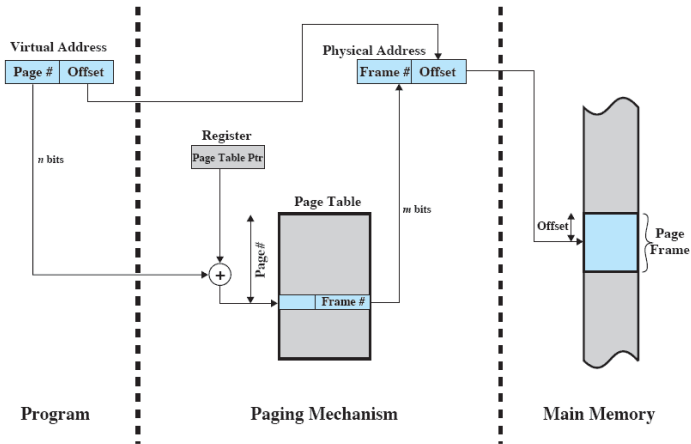 Virtual Address
Page # Offset
n bits
Register
Page Table Ptr
+
Page#
Page Table
Frame #
m bits
Physical Address
Frame # Offset
Offset
Page
Frame
Program
Paging Mechanism
Main Memory